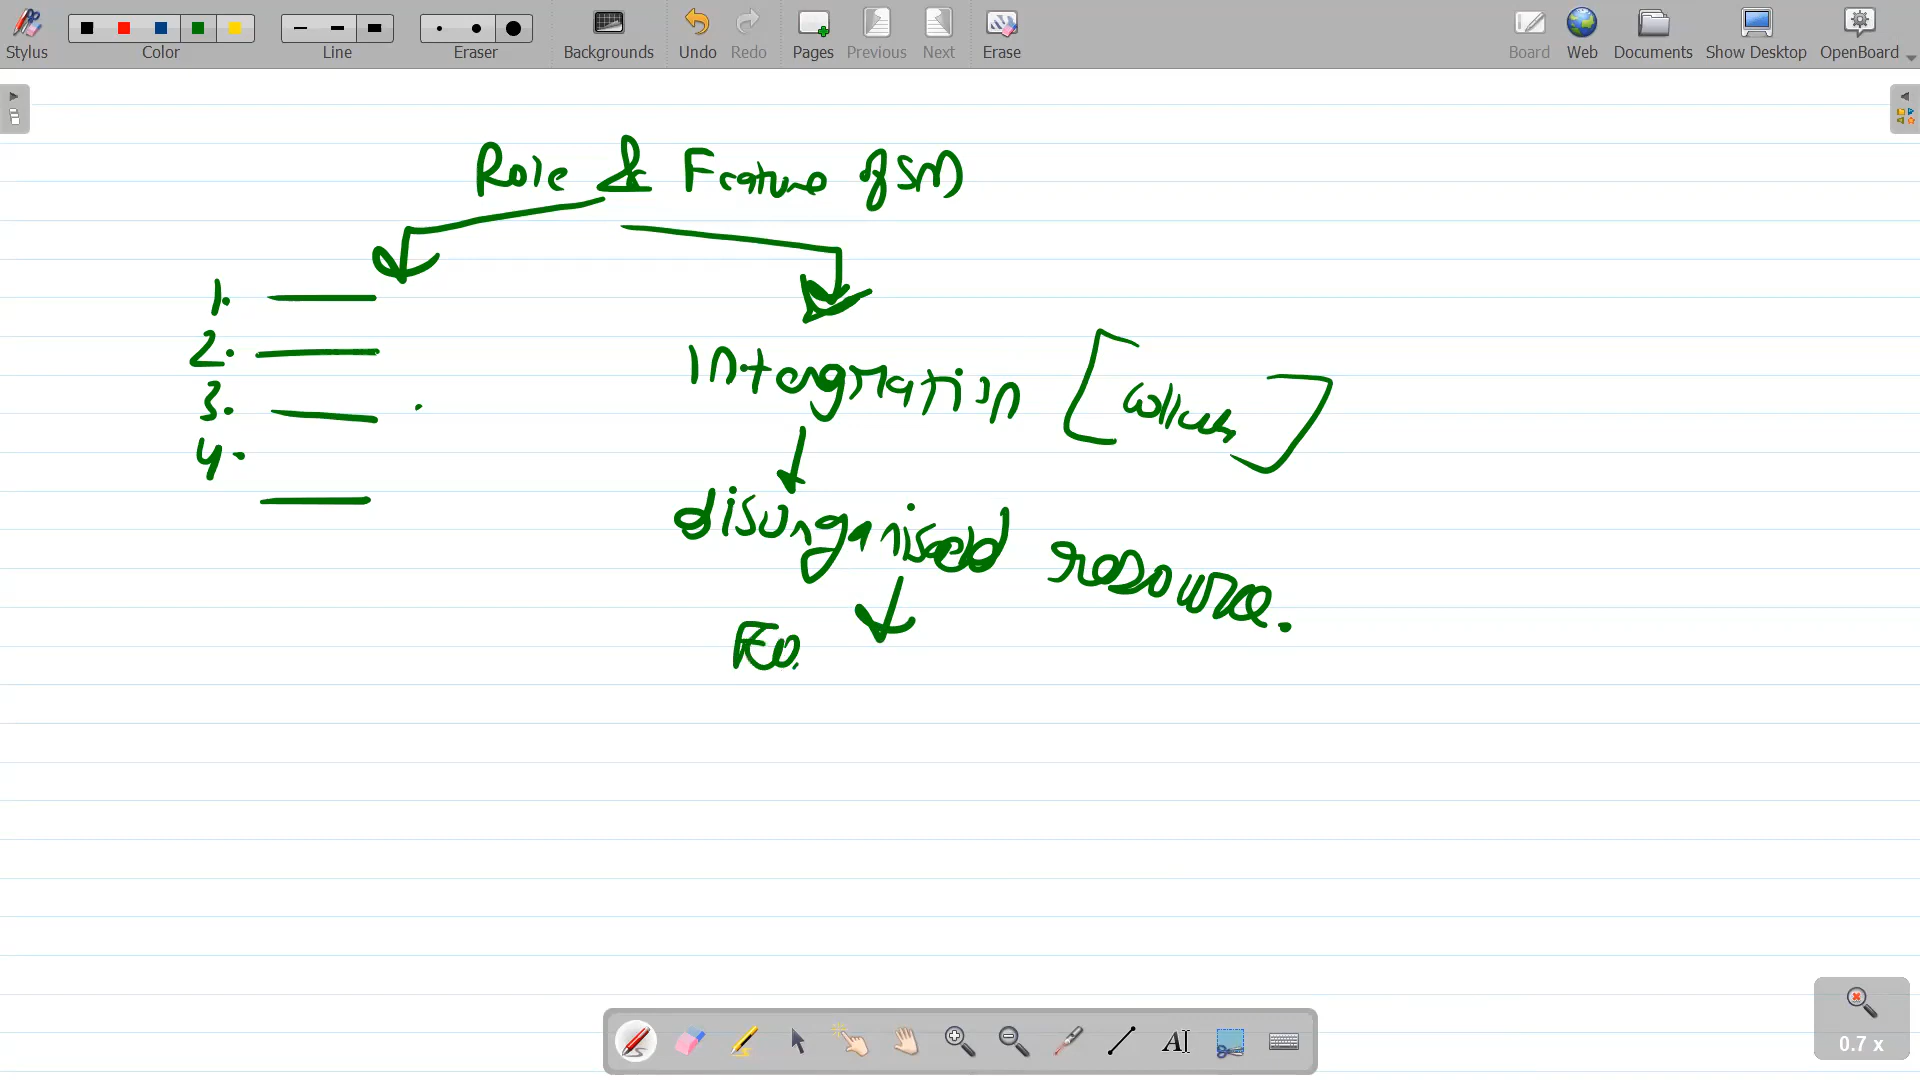 Stylus Color Line Eraser Backgrounds Undo Redo Pages Previous Next Erase Board Web Documents Show Desktop OpenBoard
Role & Feature of SM
1.
2.
3.
4.
Intergration
disorganised resource.
0.7 x